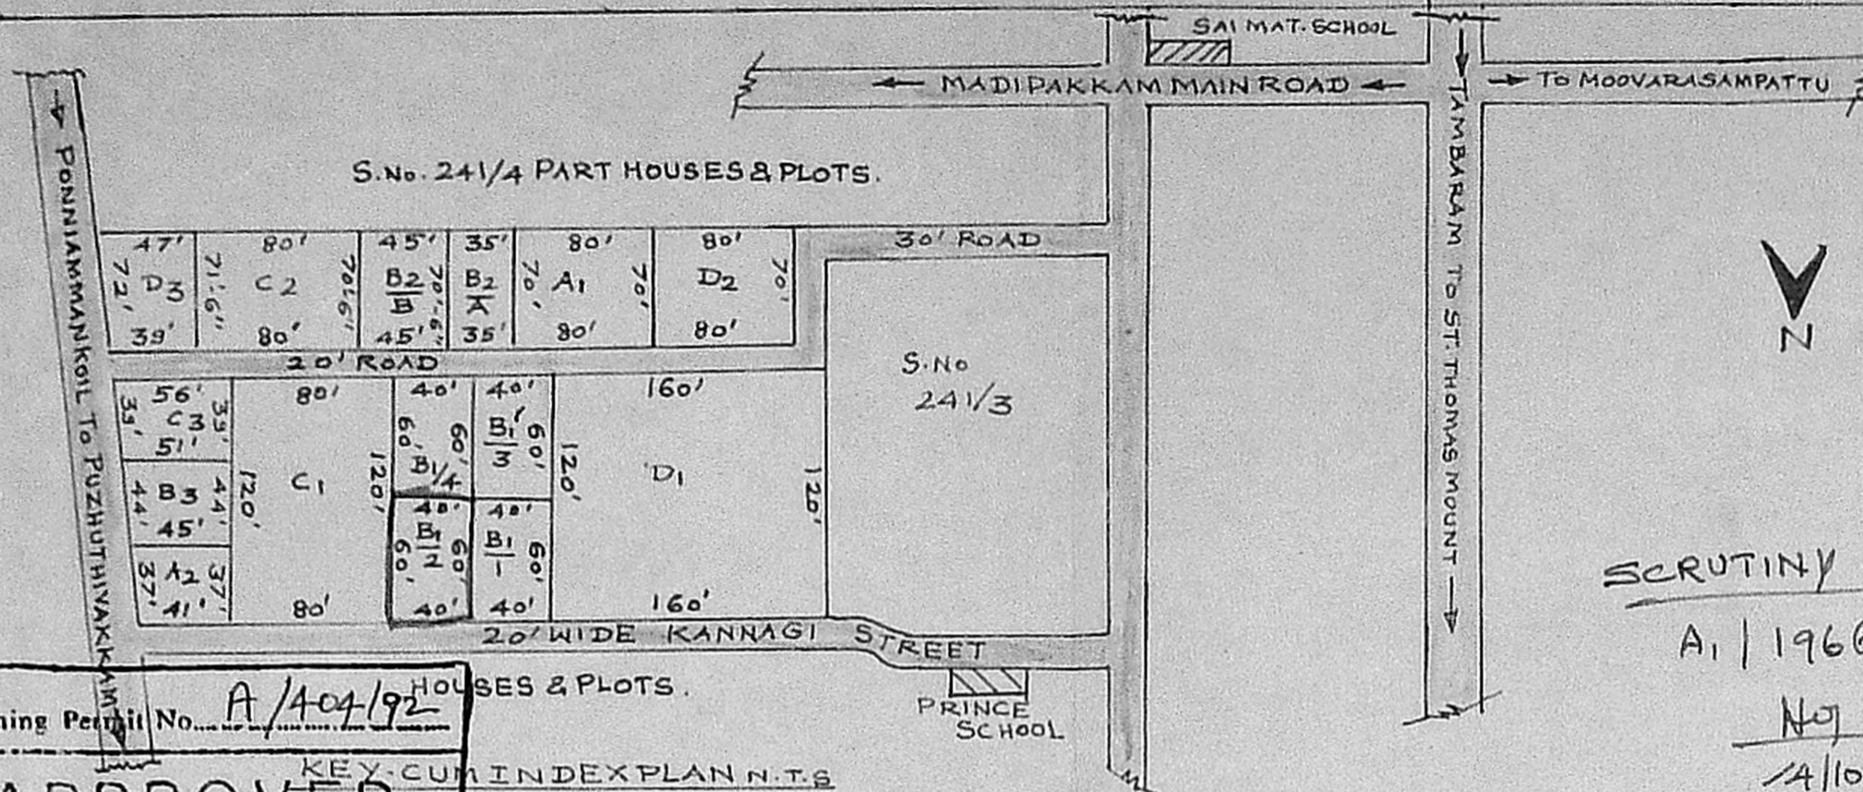 SAI MAT. SCHOOL
MADIPAKKAM MAIN ROAD
TO MOOVARASAMPATTU
PONNIAMMANKOIL TO PUZHUTHIVAKKAM
TAMBARAM TO ST. THOMAS MOUNT
S.No. 241/4 PART HOUSES & PLOTS.
30' ROAD
47' 80' 45' 35' 80' 80'
72' D3 71'-6" C2 70'-6" B2/B 70'-6" B2/A 70' A1 70' D2 70'
39' 80' 45' 35' 80' 80'
20' ROAD
S.No
241/3
N
56' 80' 40' 40' 160'
33' C3 33' 60' 60' B1/3 60'
51' B1/4
120' C1 120' 120' D1 120'
44' B3 44' 40' 40'
45' 60' B1/2 60' B1/1 60'
37' A2 37'
41' 80' 40' 40' 160'
20' WIDE KANNAGI STREET
HOUSES & PLOTS.
PRINCE
SCHOOL
SCRUTINY
A1 / 196
ning Permit No. A/404/92
KEY-CUM INDEX PLAN N.T.S
APPROVED